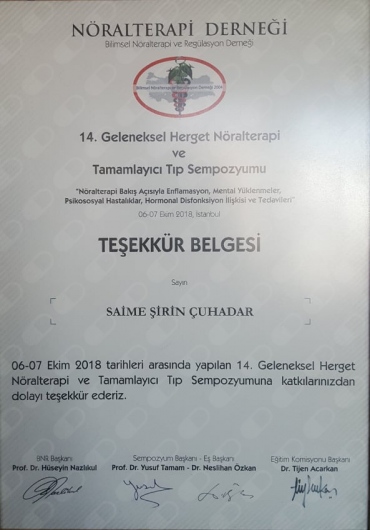 NÖRALTERAPİ DERNEĞİ
Bilimsel Nöralterapi ve Regülasyon Derneği
14. Geleneksel Herget Nöralterapi
ve
Tamamlayıcı Tıp Sempozyumu
"Nöralterapi Bakış Açısıyla Enflamasyon, Mental Yüklenmeler,
Psikososyal Hastalıklar, Hormonal Disfonksiyon İlişkisi ve Tedavileri"
06-07 Ekim 2018, İstanbul
TEŞEKKÜR BELGESİ
Sayın
SAİME ŞİRİN ÇUHADAR
06-07 Ekim 2018 tarihleri arasında yapılan 14. Geleneksel Herget
Nöralterapi ve Tamamlayıcı Tıp Sempozyumuna katkılarınızdan
dolayı teşekkür ederiz.
BNR Başkanı Sempozyum Başkanı - Eş Başkanı Eğitim Komisyonu Başkanı
Prof. Dr. Hüseyin Nazlıkul Prof. Dr. Yusuf Tamam - Dr. Neslihan Özkan Dr. Tijen Acarkan